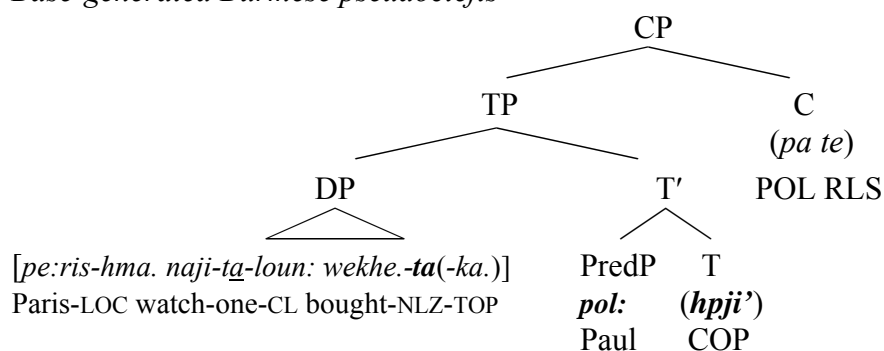 Base-generated Burmese pseudoclefts
CP
TP C
(pa te)
DP T′ POL RLS
[pe:ris-hma. naji-ta-loun: wekhe.-ta(-ka.)] PredP T
Paris-LOC watch-one-CL bought-NLZ-TOP pol: (hpji’)
Paul COP